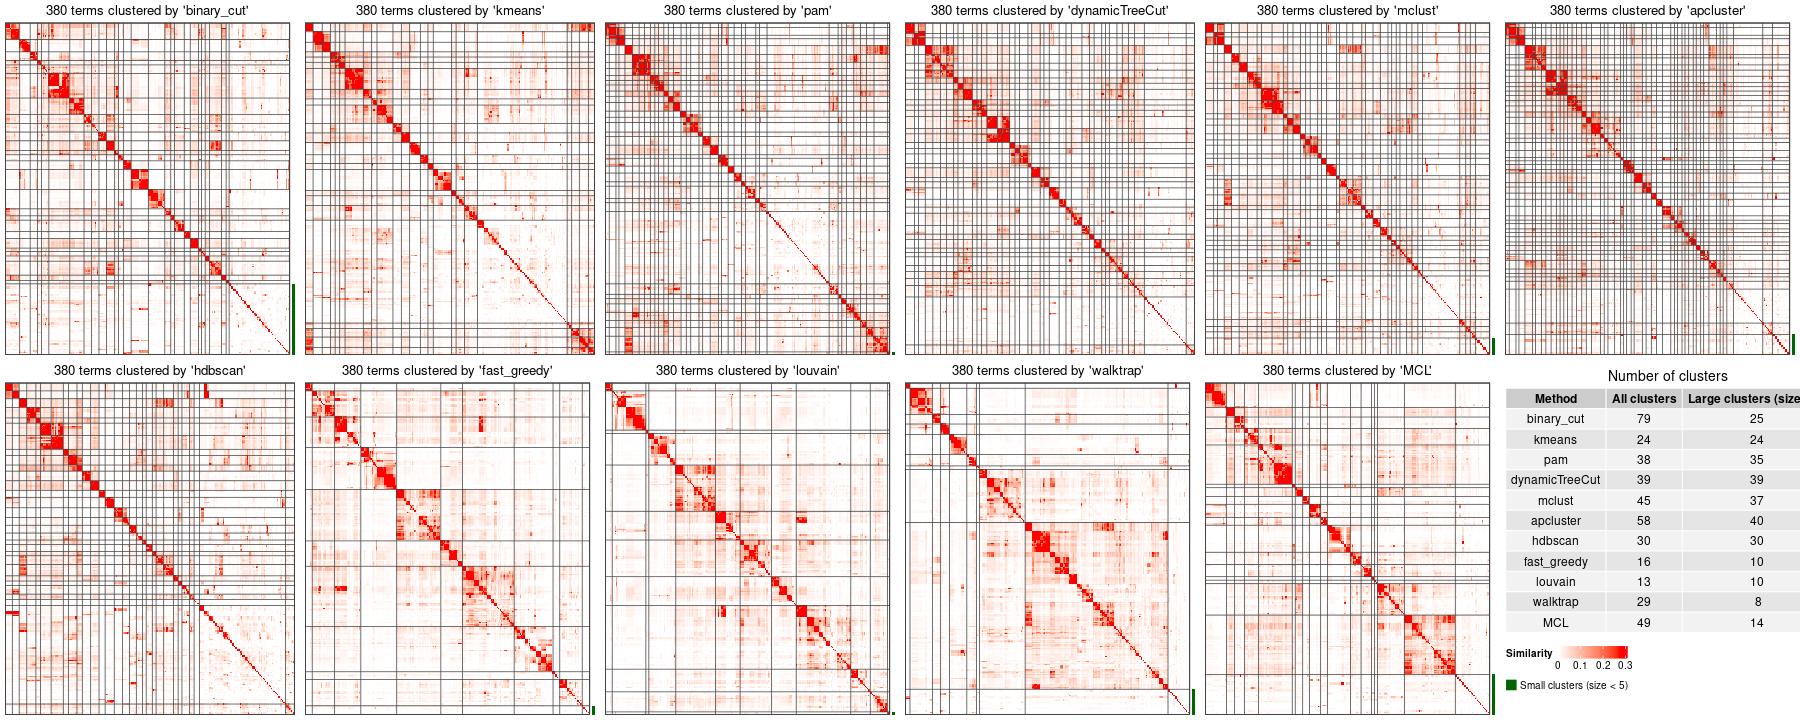 380 terms clustered by 'binary_cut'
380 terms clustered by 'kmeans'
380 terms clustered by 'pam'
380 terms clustered by 'dynamicTreeCut'
380 terms clustered by 'mclust'
380 terms clustered by 'apcluster'
380 terms clustered by 'hdbscan'
380 terms clustered by 'fast_greedy'
380 terms clustered by 'louvain'
380 terms clustered by 'walktrap'
380 terms clustered by 'MCL'
Number of clusters
Method All clusters Large clusters (size
binary_cut 79 25
kmeans 24 24
pam 38 35
dynamicTreeCut 39 39
mclust 45 37
apcluster 58 40
hdbscan 30 30
fast_greedy 16 10
louvain 13 10
walktrap 29 8
MCL 49 14
Similarity
0 0.1 0.2 0.3
Small clusters (size < 5)